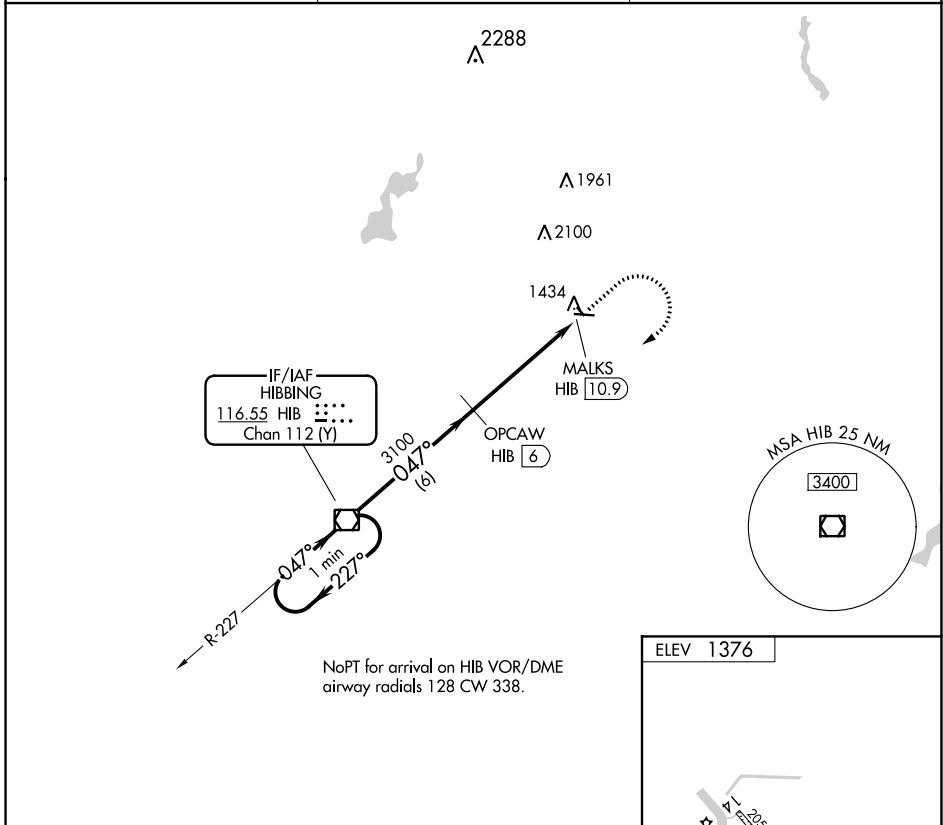 2288
1961
2100
1434
MALKS
HIB 10.9
IF/IAF
HIBBING
116.55 HIB
Chan 112 (Y)
OPCAW
HIB 6
3100
047°
(6)
MSA HIB 25 NM
3400
047°
1 min
227°
R-227
NoPT for arrival on HIB VOR/DME
airway radials 128 CW 338.
ELEV 1376
14